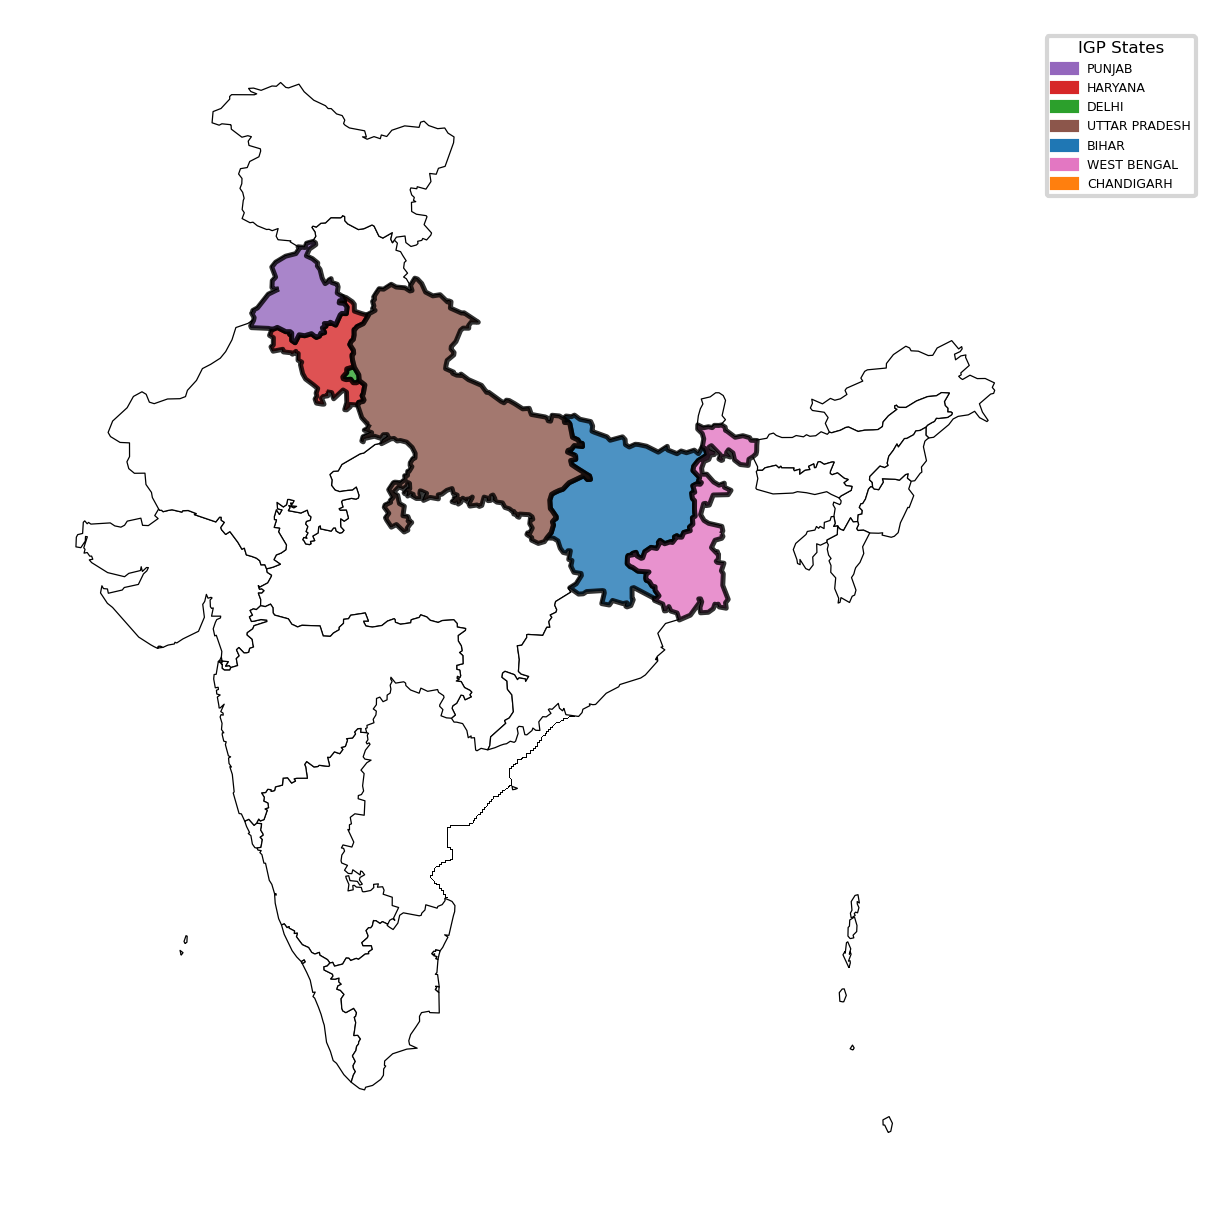 IGP States
PUNJAB
HARYANA
DELHI
UTTAR PRADESH
BIHAR
WEST BENGAL
CHANDIGARH